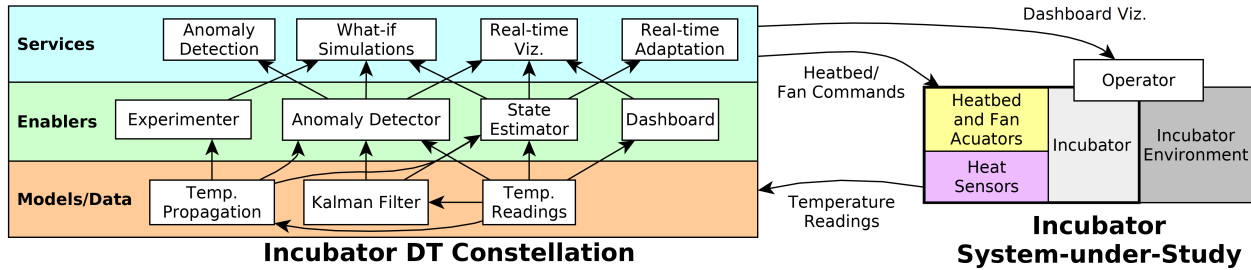 Services
Anomaly
Detection
What-if
Simulations
Real-time
Viz.
Real-time
Adaptation
Enablers
Experimenter
Anomaly Detector
State
Estimator
Dashboard
Models/Data
Temp.
Propagation
Kalman Filter
Temp.
Readings
Incubator DT Constellation
Dashboard Viz.
Heatbed/
Fan Commands
Temperature
Readings
Operator
Heatbed
and Fan
Acuators
Heat
Sensors
Incubator
Incubator
Environment
Incubator
System-under-Study